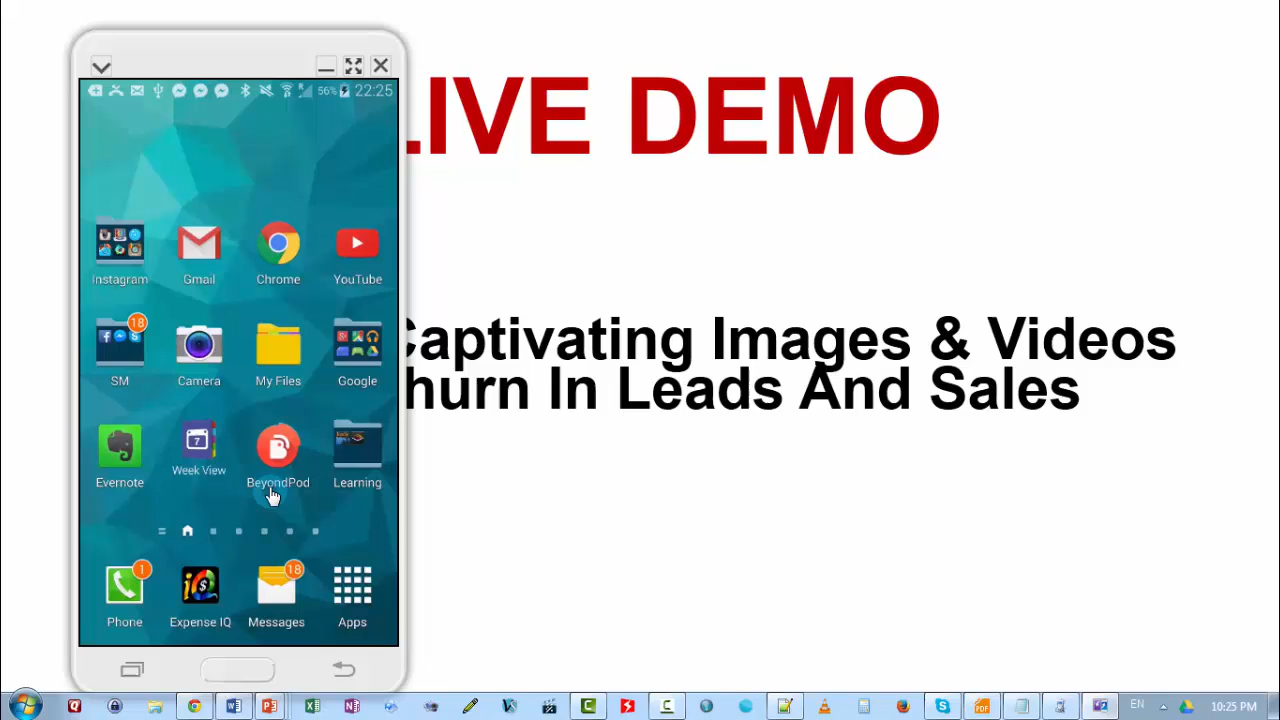 LIVE DEMO
Captivating Images & Videos
hurn In Leads And Sales
56% 22:25
Instagram Gmail Chrome YouTube
18
SM Camera My Files Google
7
Evernote Week View BeyondPod Learning
1 18
Phone Expense IQ Messages Apps
EN 10:25 PM